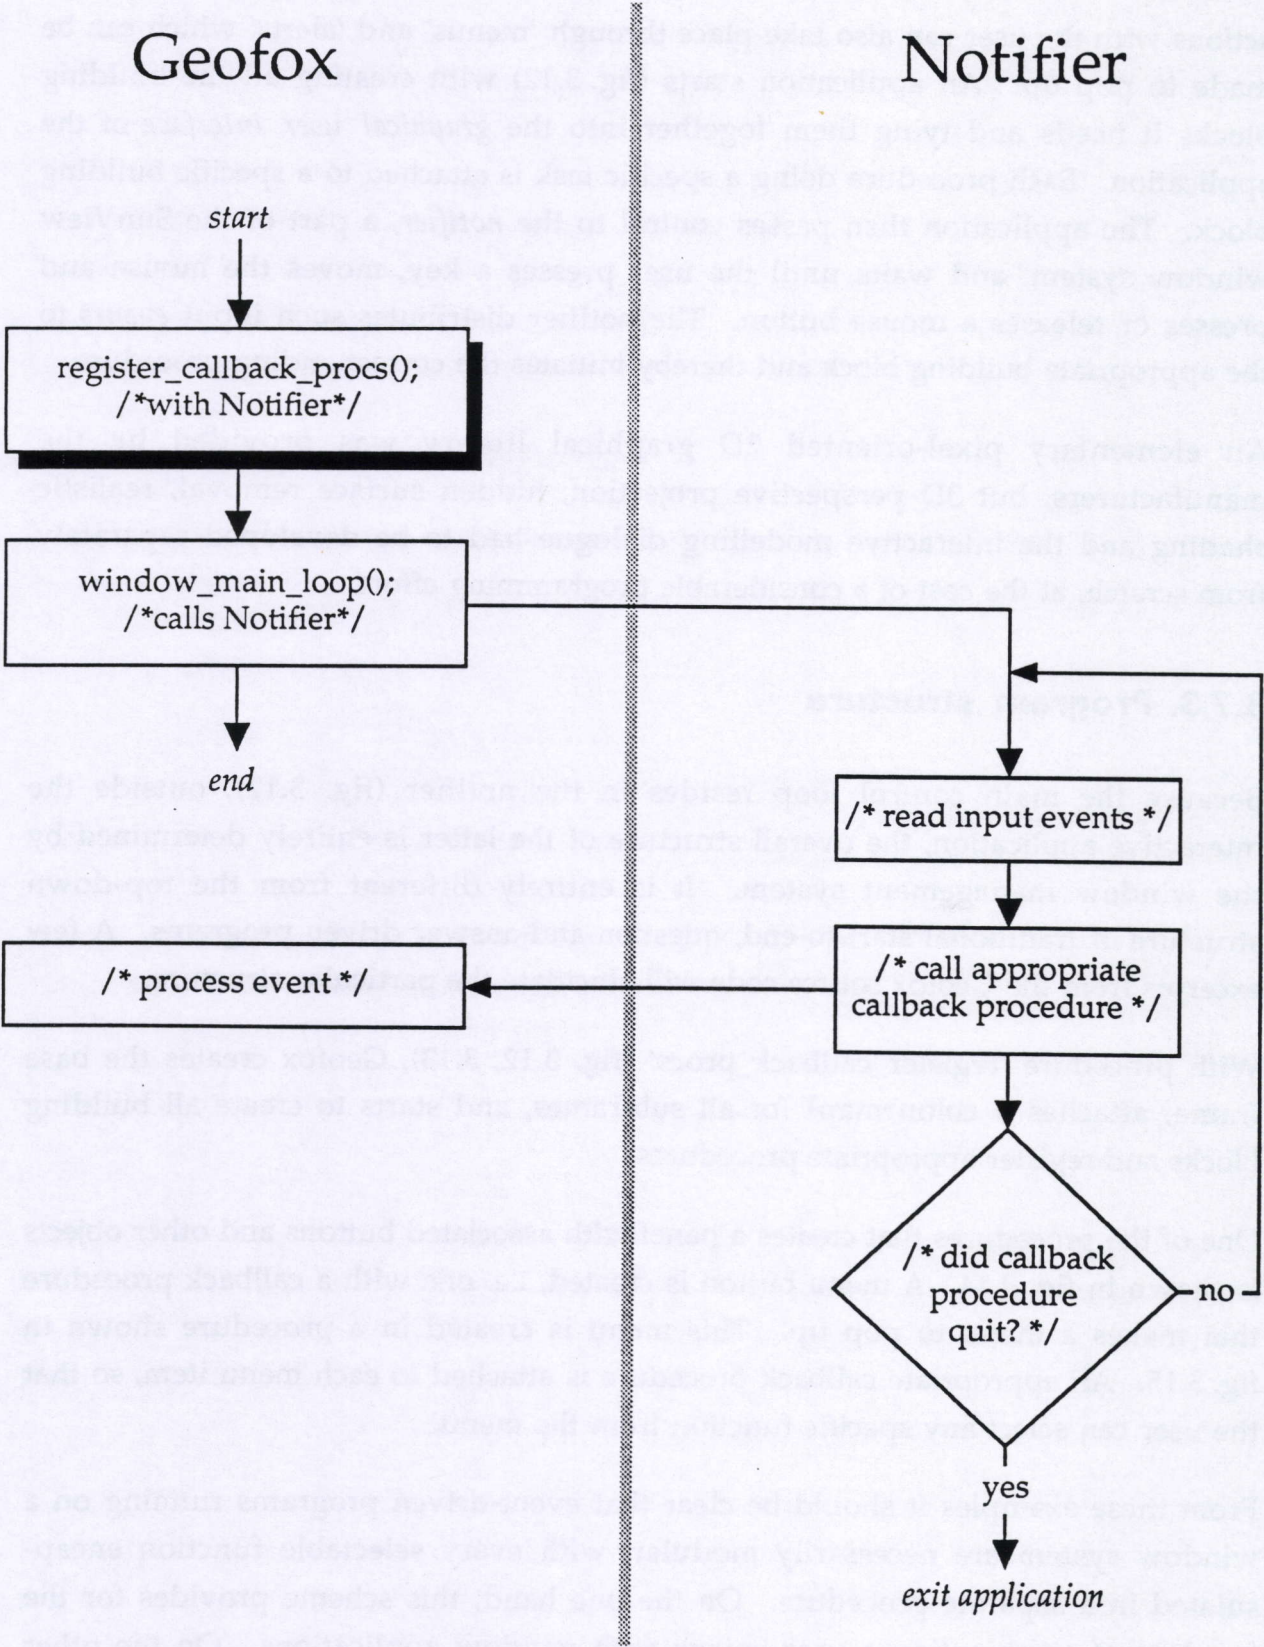 Geofox
Notifier
start
register_callback_procs();
/*with Notifier*/
window_main_loop();
/*calls Notifier*/
end
/* read input events */
/* call appropriate
callback procedure */
/* process event */
/* did callback
procedure
quit? */
no
yes
exit application